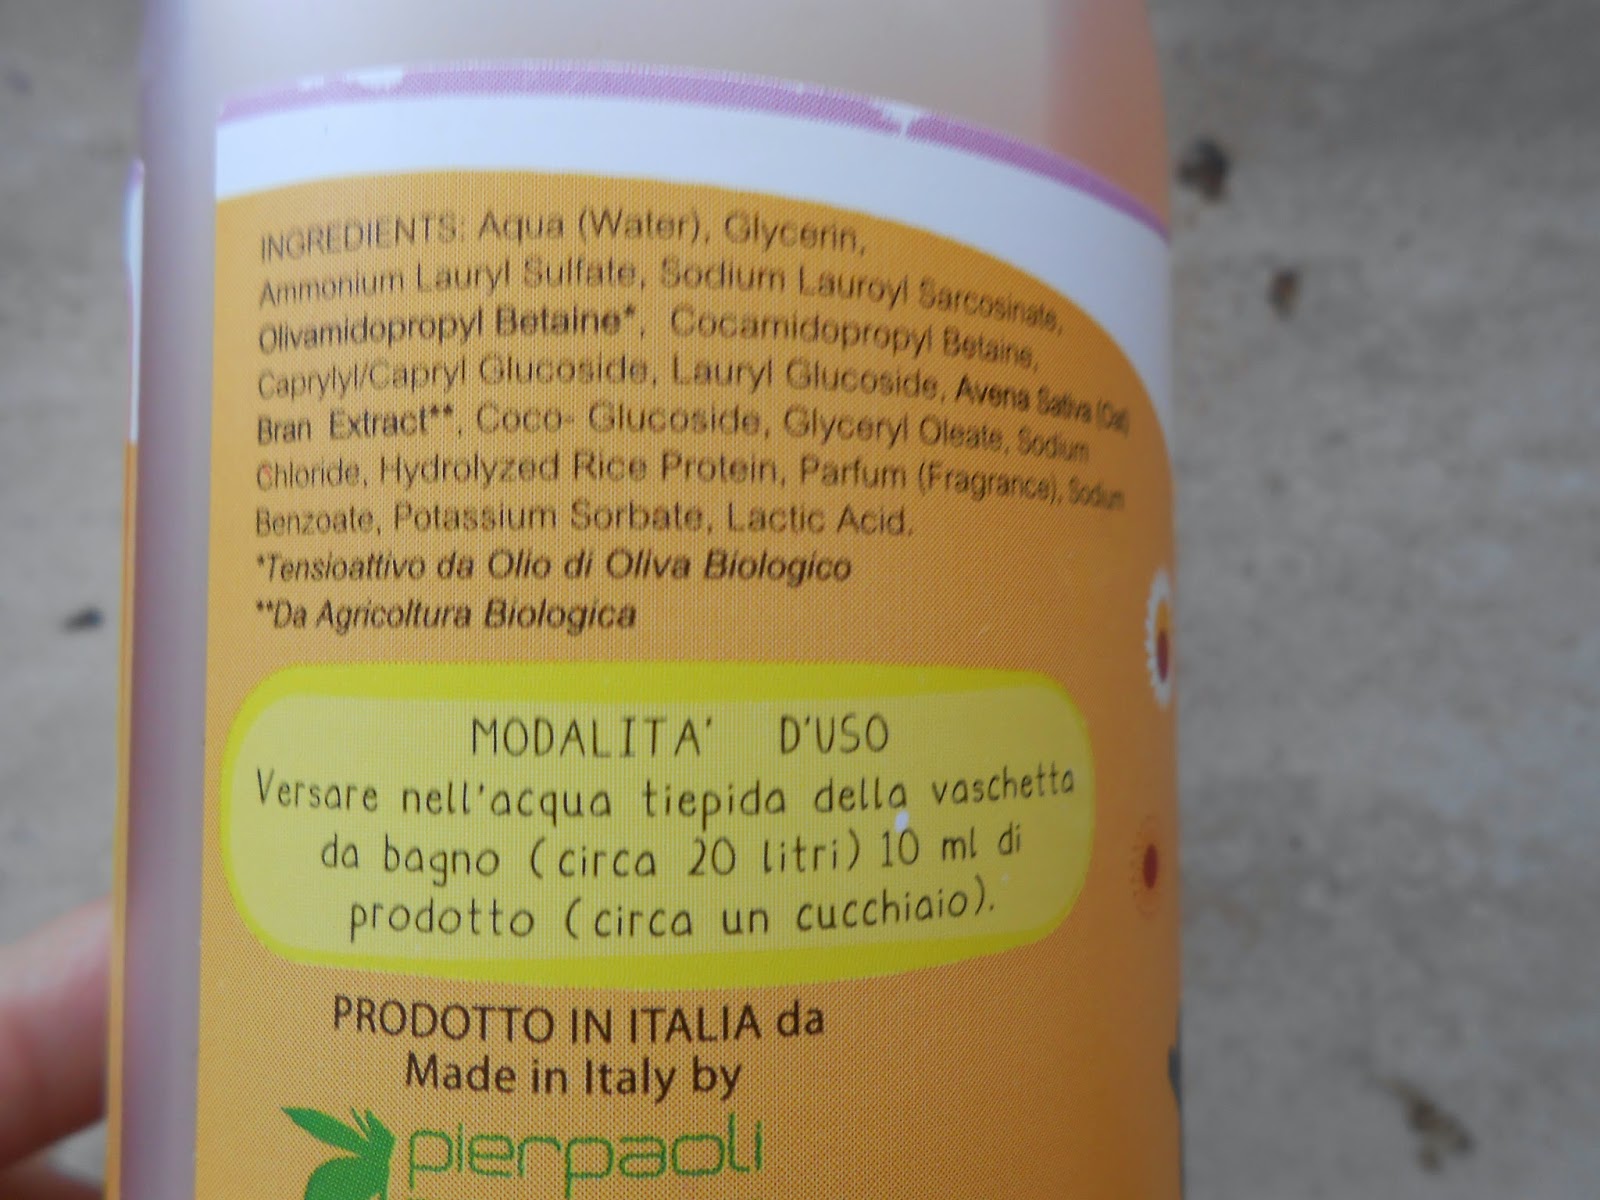 INGREDIENTS: Aqua (Water), Glycerin,
Ammonium Lauryl Sulfate, Sodium Lauroyl Sarcosinate,
Olivamidopropyl Betaine*, Cocamidopropyl Betaine,
Caprylyl/Capryl Glucoside, Lauryl Glucoside, Avena Sativa (Oat)
Bran Extract**, Coco- Glucoside, Glyceryl Oleate, Sodium
Chloride, Hydrolyzed Rice Protein, Parfum (Fragrance), Sodium
Benzoate, Potassium Sorbate, Lactic Acid.
*Tensioattivo da Olio di Oliva Biologico
**Da Agricoltura Biologica
MODALITA' D'USO
Versare nell'acqua tiepida della vaschetta
da bagno (circa 20 litri) 10 ml di
prodotto (circa un cucchiaio).
PRODOTTO IN ITALIA da
Made in Italy by
pierpaoli